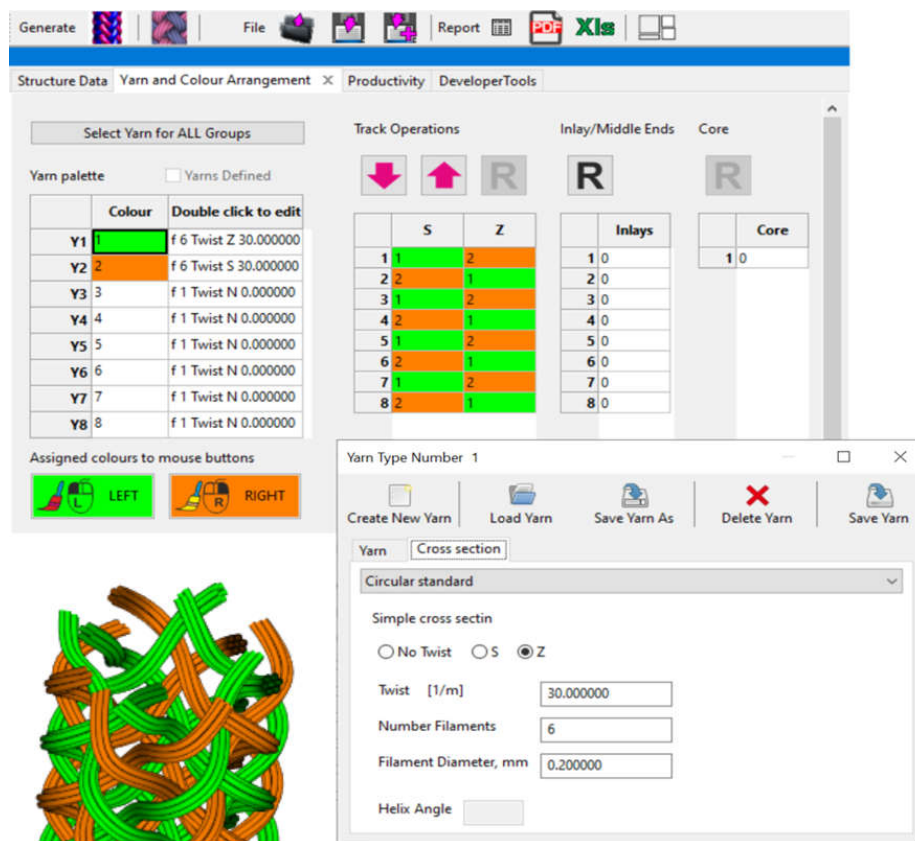 Generate File Report PDF Xls
Structure Data Yarn and Colour Arrangement X Productivity DeveloperTools
Select Yarn for ALL Groups
Track Operations Inlay/Middle Ends Core
Yarn palette Yarns Defined
R R R
Colour Double click to edit
Y1 1 f 6 Twist Z 30.000000
Y2 2 f 6 Twist S 30.000000
Y3 3 f 1 Twist N 0.000000
Y4 4 f 1 Twist N 0.000000
Y5 5 f 1 Twist N 0.000000
Y6 6 f 1 Twist N 0.000000
Y7 7 f 1 Twist N 0.000000
Y8 8 f 1 Twist N 0.000000
S Z
1 1 2
2 2 1
3 1 2
4 2 1
5 1 2
6 2 1
7 1 2
8 2 1
Inlays
1 0
2 0
3 0
4 0
5 0
6 0
7 0
8 0
Core
1 0
Assigned colours to mouse buttons
L LEFT R RIGHT
Yarn Type Number 1
Create New Yarn Load Yarn Save Yarn As Delete Yarn Save Yarn
Yarn Cross section
Circular standard
Simple cross sectin
No Twist S Z
Twist [1/m] 30.000000
Number Filaments 6
Filament Diameter, mm 0.200000
Helix Angle